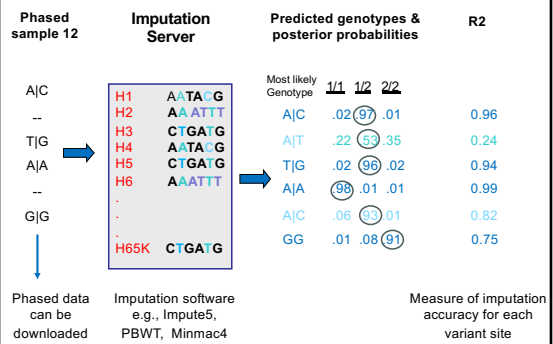 Phased
sample 12
Imputation
Server
Predicted genotypes &
posterior probabilities
R2
Most likely
Genotype
1/1 1/2 2/2
A|C
--
T|G
A|A
--
G|G
H1 AATACG
H2 AAATTT
H3 CTGATG
H4 AATACG
H5 CTGATG
H6 AAATTT
.
.
.
H65K CTGATG
A|C .02 .97 .01 0.96
A|T .22 .53 .35 0.24
T|G .02 .96 .02 0.94
A|A .98 .01 .01 0.99
A|C .06 .93 .01 0.82
GG .01 .08 .91 0.75
Phased data
can be
downloaded
Imputation software
e.g., Impute5,
PBWT, Minmac4
Measure of imputation
accuracy for each
variant site